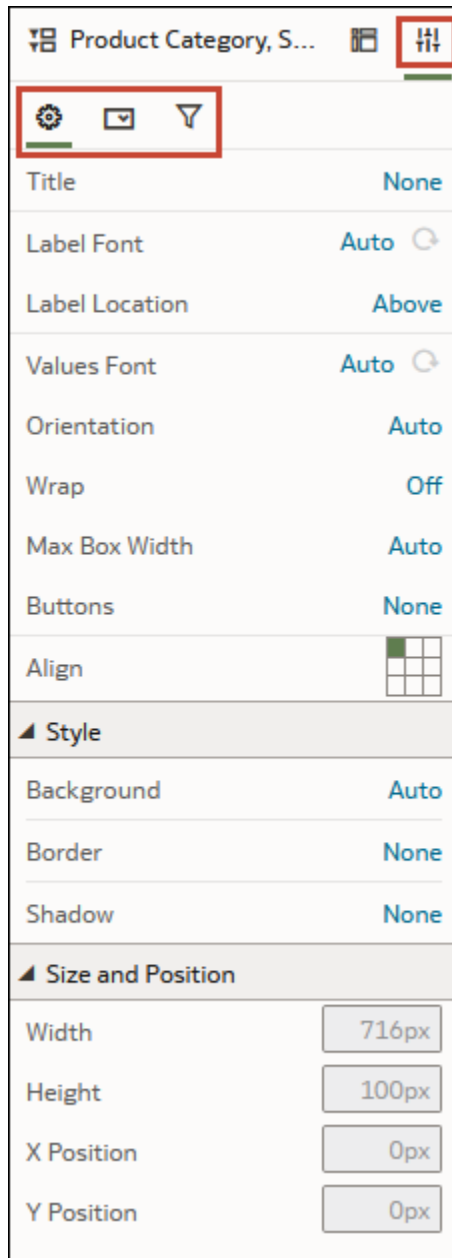 Product Category, S...
Title None
Label Font Auto
Label Location Above
Values Font Auto
Orientation Auto
Wrap Off
Max Box Width Auto
Buttons None
Align
Style
Background Auto
Border None
Shadow None
Size and Position
Width 716px
Height 100px
X Position 0px
Y Position 0px